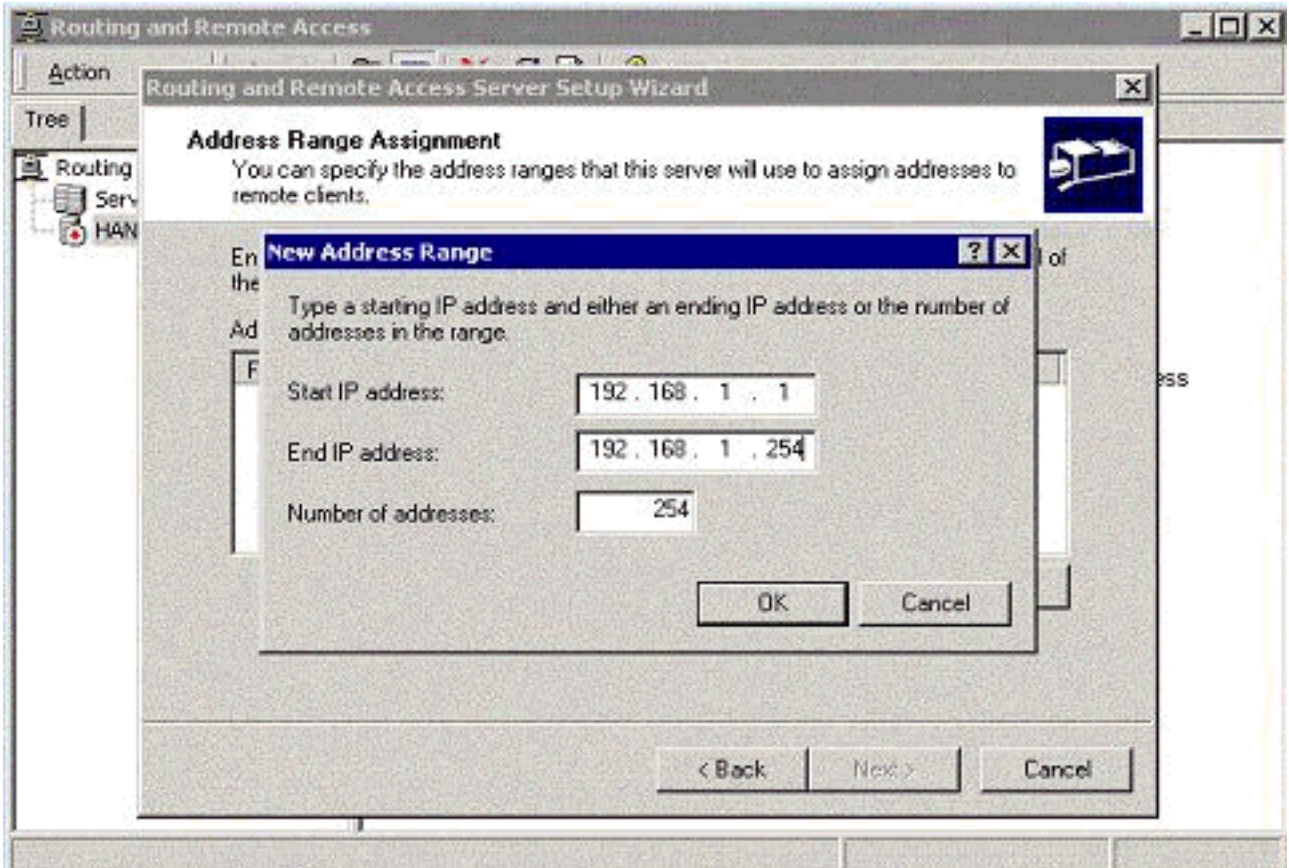 Routing and Remote Access
Action
Routing and Remote Access Server Setup Wizard
Tree
Address Range Assignment
You can specify the address ranges that this server will use to assign addresses to
remote clients.
Routing
Serv
HAN
En
of
the
New Address Range
Type a starting IP address and either an ending IP address or the number of
addresses in the range.
Ad
F
Start IP address: 192 . 168 . 1 . 1
ess
End IP address: 192 . 168 . 1 . 254
Number of addresses: 254
OK Cancel
< Back Next > Cancel